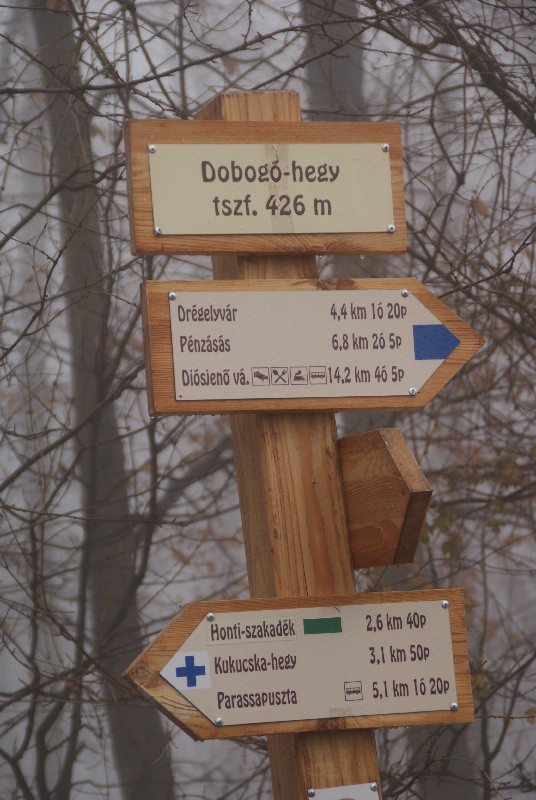 Dobogó-hegy
tszf. 426 m
Drégelyvár 4,4 km 1ó 20p
Pénzásás 6,8 km 2ó 5p
Diósjenő vá. 14,2 km 4ó 5p
Honti-szakadék 2,6 km 40p
Kukucska-hegy 3,1 km 50p
Parassapuszta 5,1 km 1ó 20p